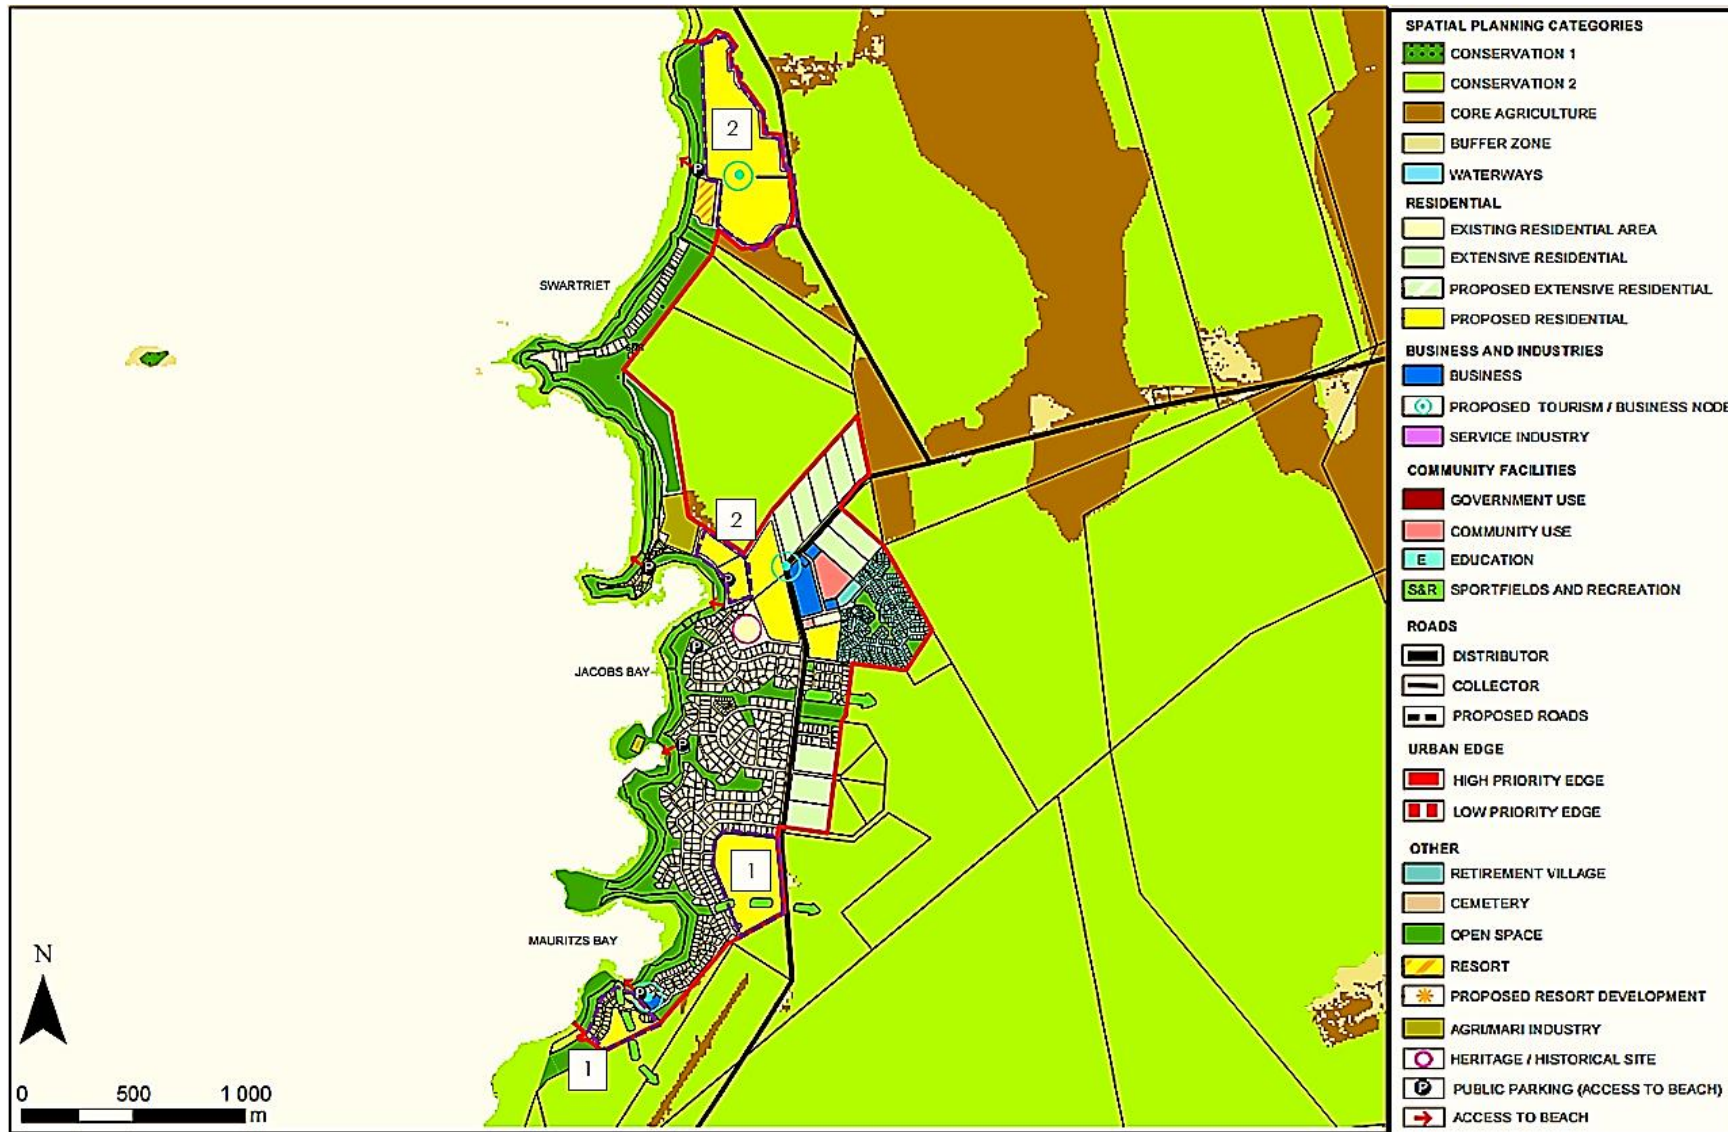 2
SWARTRIET
2
JACOBS BAY
1
MAURITZS BAY
1
P
P
P
P
P
P
N
0 500 1 000
m
SPATIAL PLANNING CATEGORIES
CONSERVATION 1
CONSERVATION 2
CORE AGRICULTURE
BUFFER ZONE
WATERWAYS
RESIDENTIAL
EXISTING RESIDENTIAL AREA
EXTENSIVE RESIDENTIAL
PROPOSED EXTENSIVE RESIDENTIAL
PROPOSED RESIDENTIAL
BUSINESS AND INDUSTRIES
BUSINESS
PROPOSED TOURISM / BUSINESS NODE
SERVICE INDUSTRY
COMMUNITY FACILITIES
GOVERNMENT USE
COMMUNITY USE
E EDUCATION
S&R SPORTFIELDS AND RECREATION
ROADS
DISTRIBUTOR
COLLECTOR
PROPOSED ROADS
URBAN EDGE
HIGH PRIORITY EDGE
LOW PRIORITY EDGE
OTHER
RETIREMENT VILLAGE
CEMETERY
OPEN SPACE
RESORT
PROPOSED RESORT DEVELOPMENT
AGRI/MARI INDUSTRY
HERITAGE / HISTORICAL SITE
P PUBLIC PARKING (ACCESS TO BEACH)
ACCESS TO BEACH